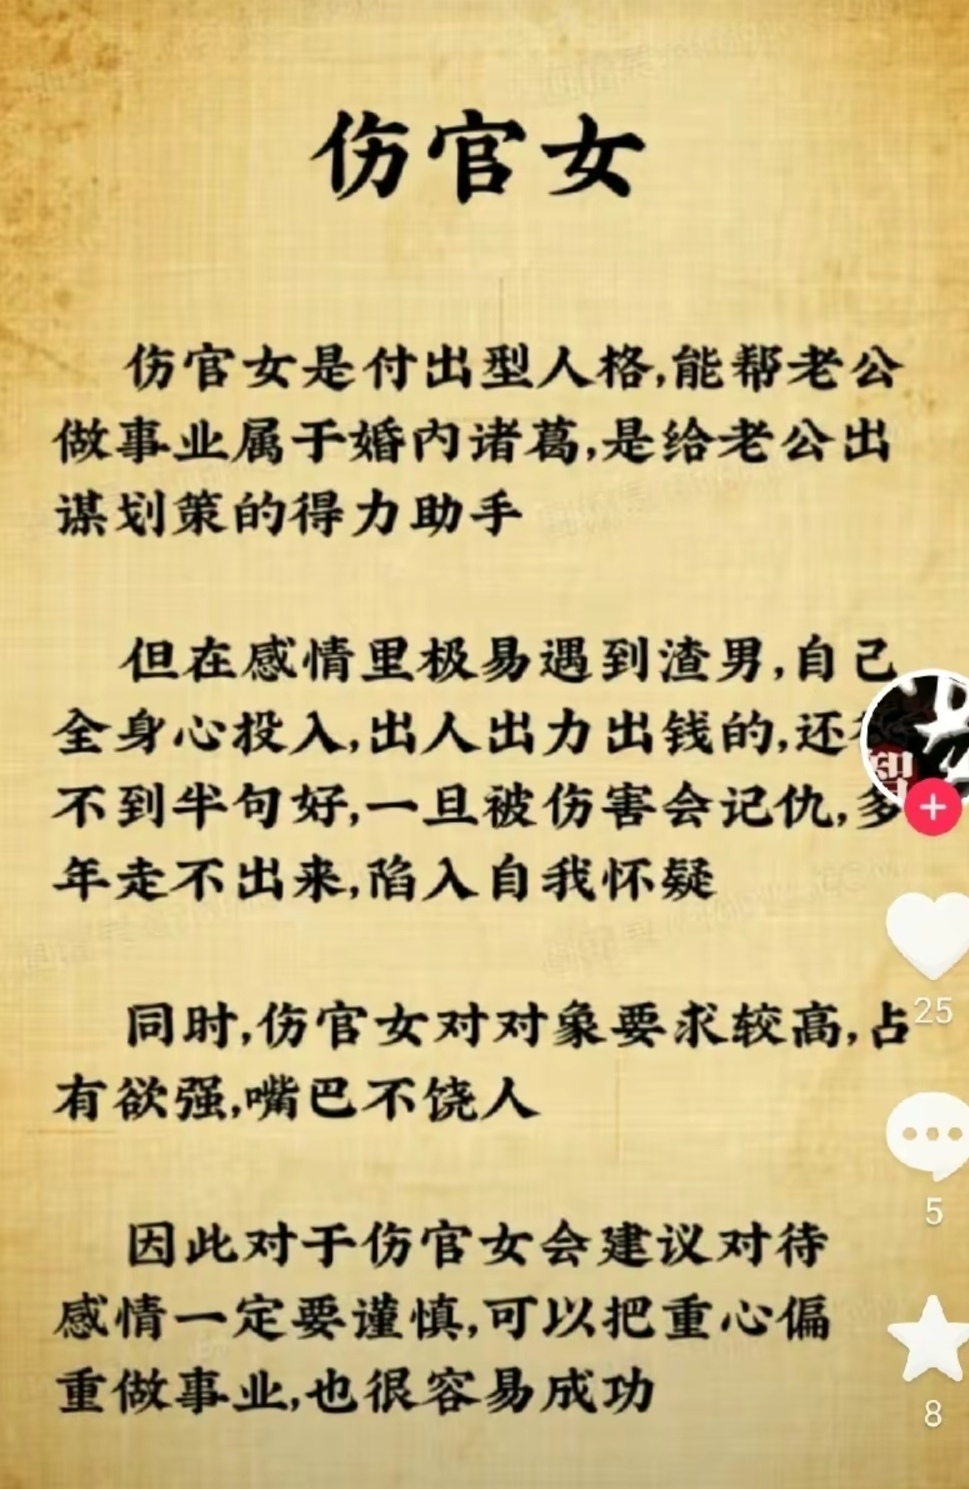 伤官女
伤官女是付出型人格,能帮老公
做事业属于婚内诸葛,是给老公出
谋划策的得力助手
但在感情里极易遇到渣男,自己
全身心投入,出人出力出钱的,还
不到半句好,一旦被伤害会记仇,多
年走不出来,陷入自我怀疑
同时,伤官女对对象要求较高,占
有欲强,嘴巴不饶人
因此对于伤官女会建议对待
感情一定要谨慎,可以把重心偏
重做事业,也很容易成功
25
5
8